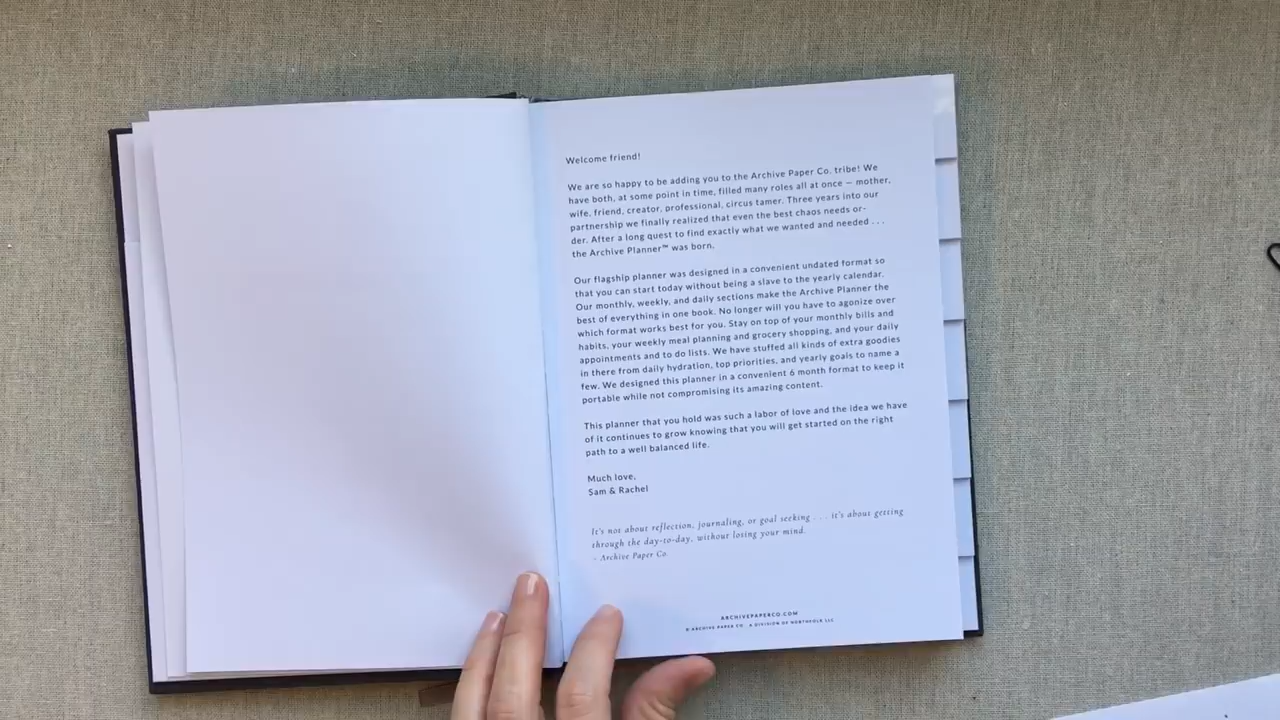 Welcome friend!
We are so happy to be adding you to the Archive Paper Co. tribe! We
have both, at some point in time, filled many roles all at once — mother,
wife, friend, creator, professional, circus tamer. Three years into our
partnership we finally realized that even the best chaos needs or-
der. After a long quest to find exactly what we wanted and needed . . .
the Archive Planner™ was born.
Our flagship planner was designed in a convenient undated format so
that you can start today without being a slave to the yearly calendar.
Our monthly, weekly, and daily sections make the Archive Planner the
best of everything in one book. No longer will you have to agonize over
which format works best for you. Stay on top of your monthly bills and
habits, your weekly meal planning and grocery shopping, and your daily
appointments and to do lists. We have stuffed all kinds of extra goodies
in there from daily hydration, top priorities, and yearly goals to name a
few. We designed this planner in a convenient 6 month format to keep it
portable while not compromising its amazing content.
This planner that you hold was such a labor of love and the idea we have
of it continues to grow knowing that you will get started on the right
path to a well balanced life.
Much love,
Sam & Rachel
It's not about reflection, journaling, or goal seeking . . . it's about getting
through the day-to-day, without losing your mind.
- Archive Paper Co.
ARCHIVEPAPERCO.COM
© ARCHIVE PAPER CO. A DIVISION OF NORTHFOLK LLC